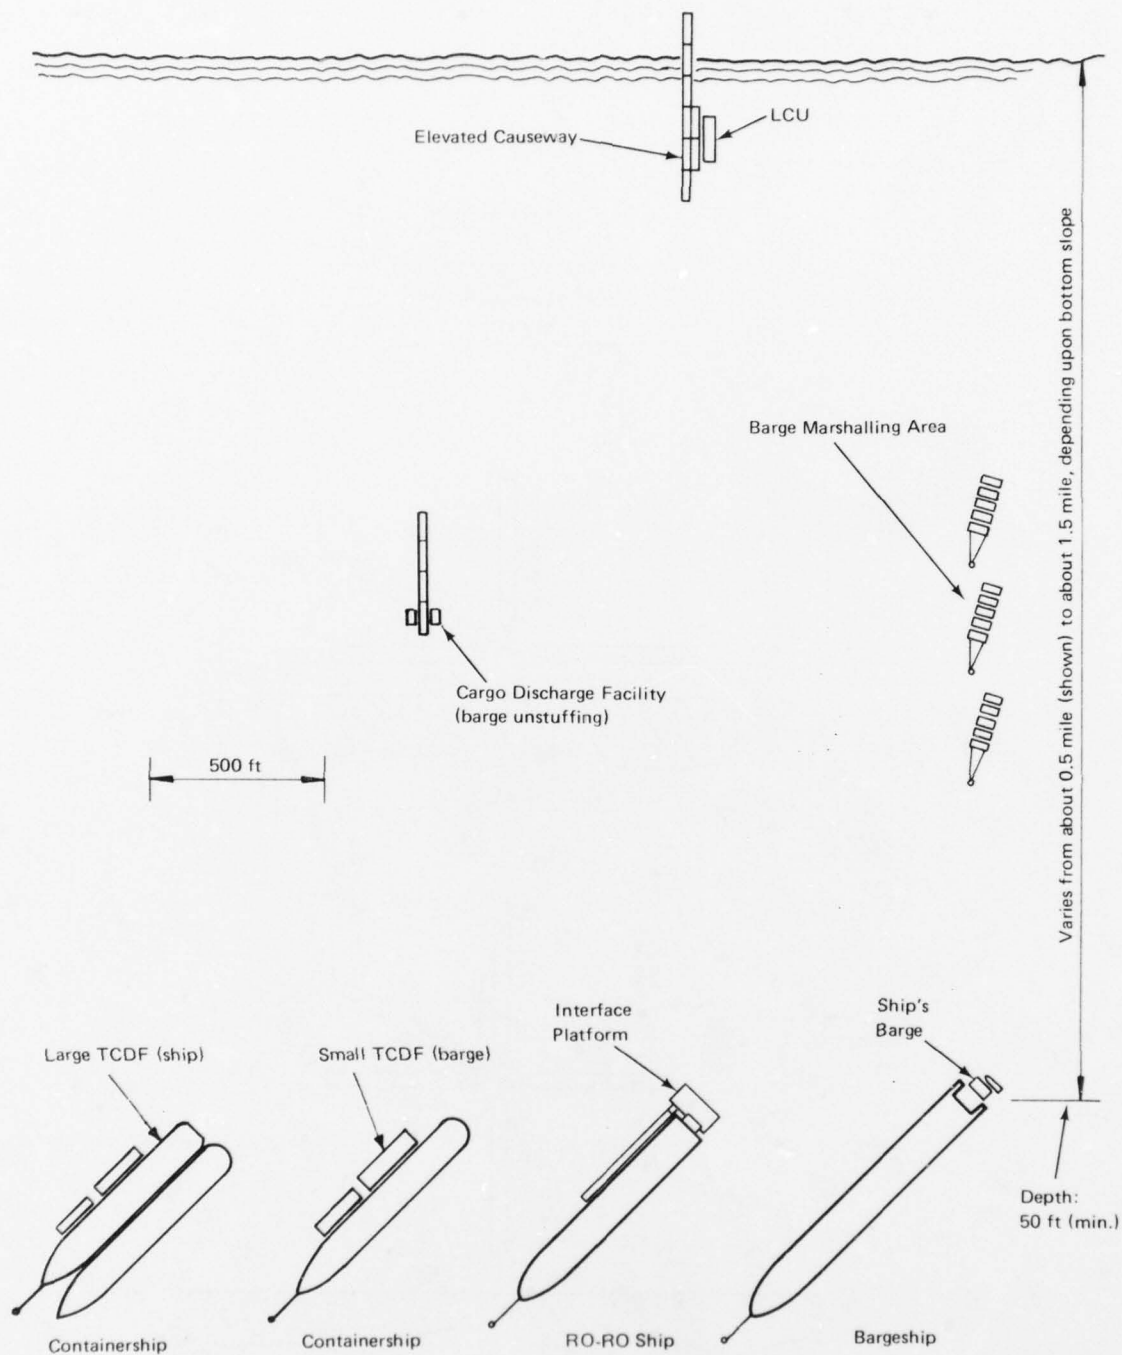 LCU
Elevated Causeway
Varies from about 0.5 mile (shown) to about 1.5 mile, depending upon bottom slope
Barge Marshalling Area
Cargo Discharge Facility
(barge unstuffing)
500 ft
Large TCDF (ship)
Small TCDF (barge)
Interface
Platform
Ship's
Barge
Depth:
50 ft (min.)
Containership
Containership
RO-RO Ship
Bargeship